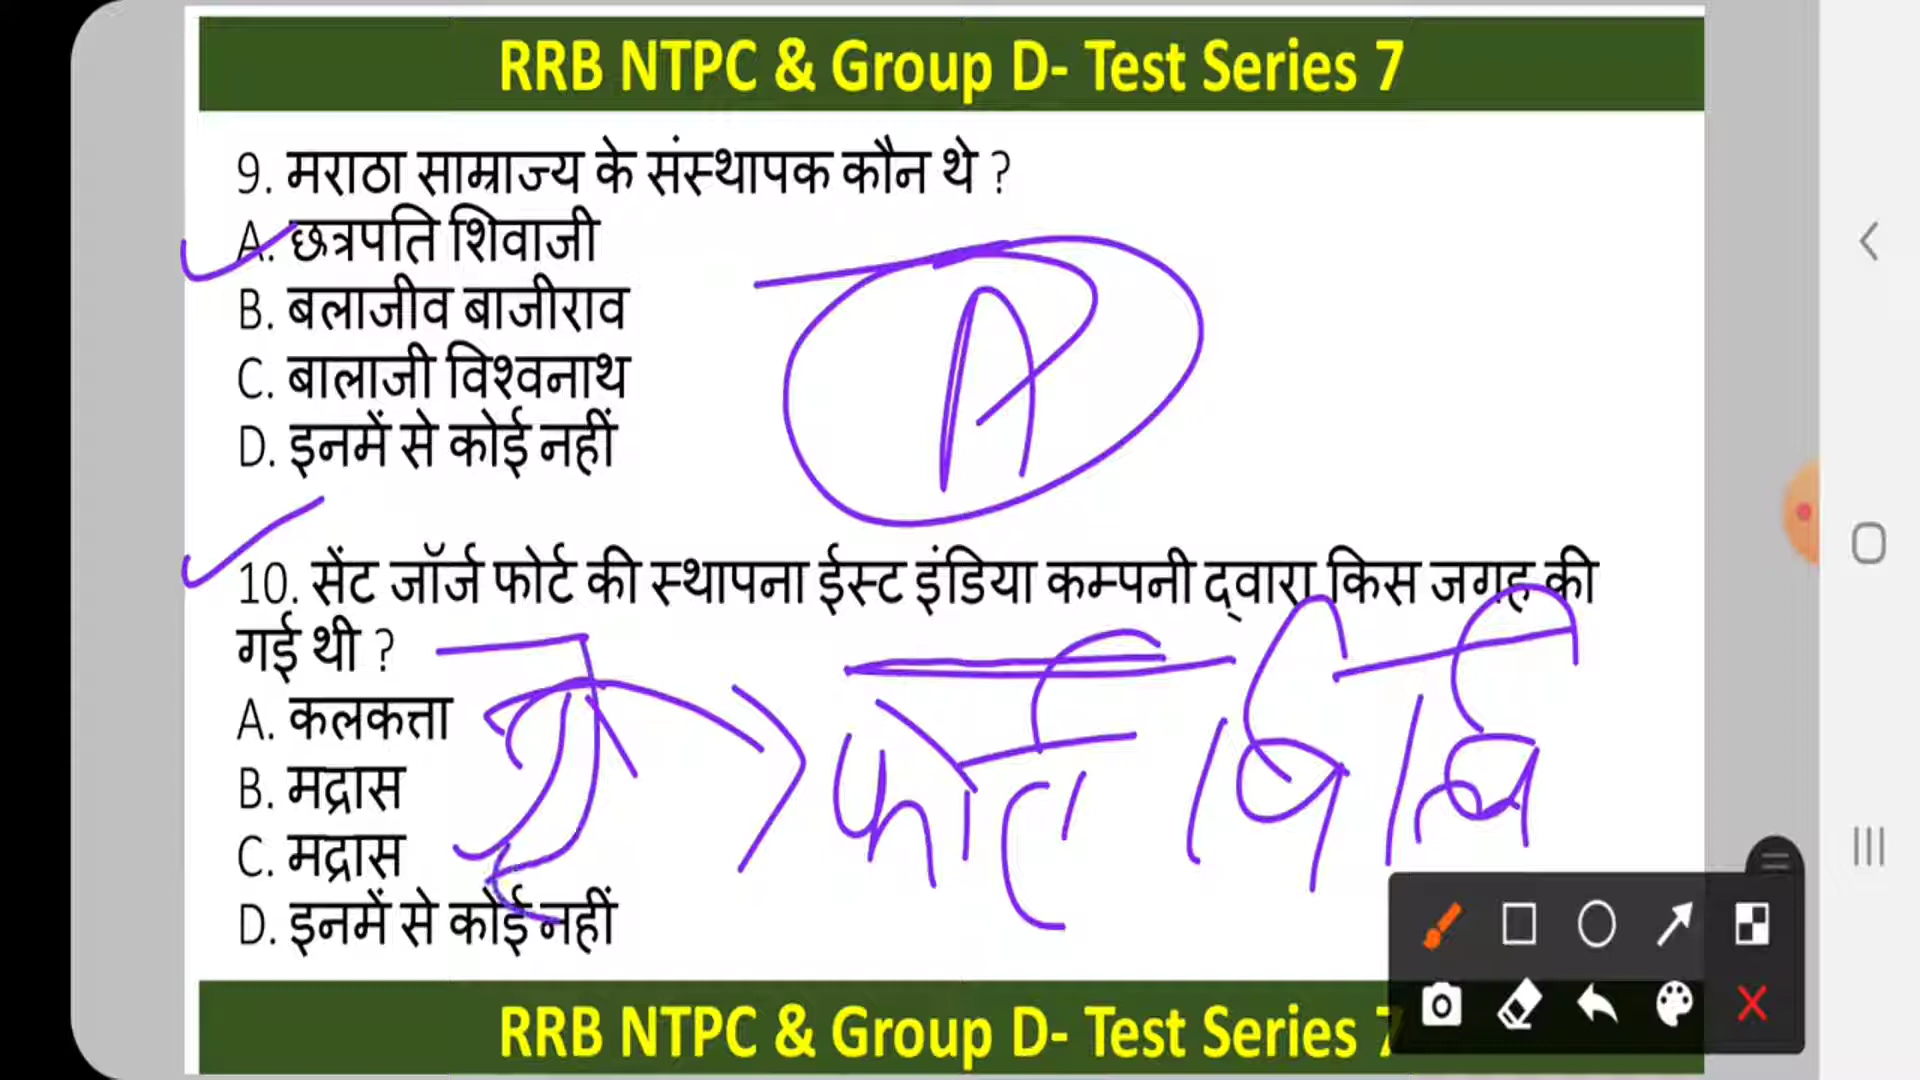 RRB NTPC & Group D- Test Series 7
9. मराठा साम्राज्य के संस्थापक कौन थे ?
A. छत्रपति शिवाजी
B. बलाजीव बाजीराव
C. बालाजी विश्वनाथ
D. इनमें से कोई नहीं
A
10. सेंट जॉर्ज फोर्ट की स्थापना ईस्ट इंडिया कम्पनी द्वारा किस जगह की
गई थी ?
A. कलकत्ता
B. मद्रास
C. मद्रास
D. इनमें से कोई नहीं
RRB NTPC & Group D- Test Series 7